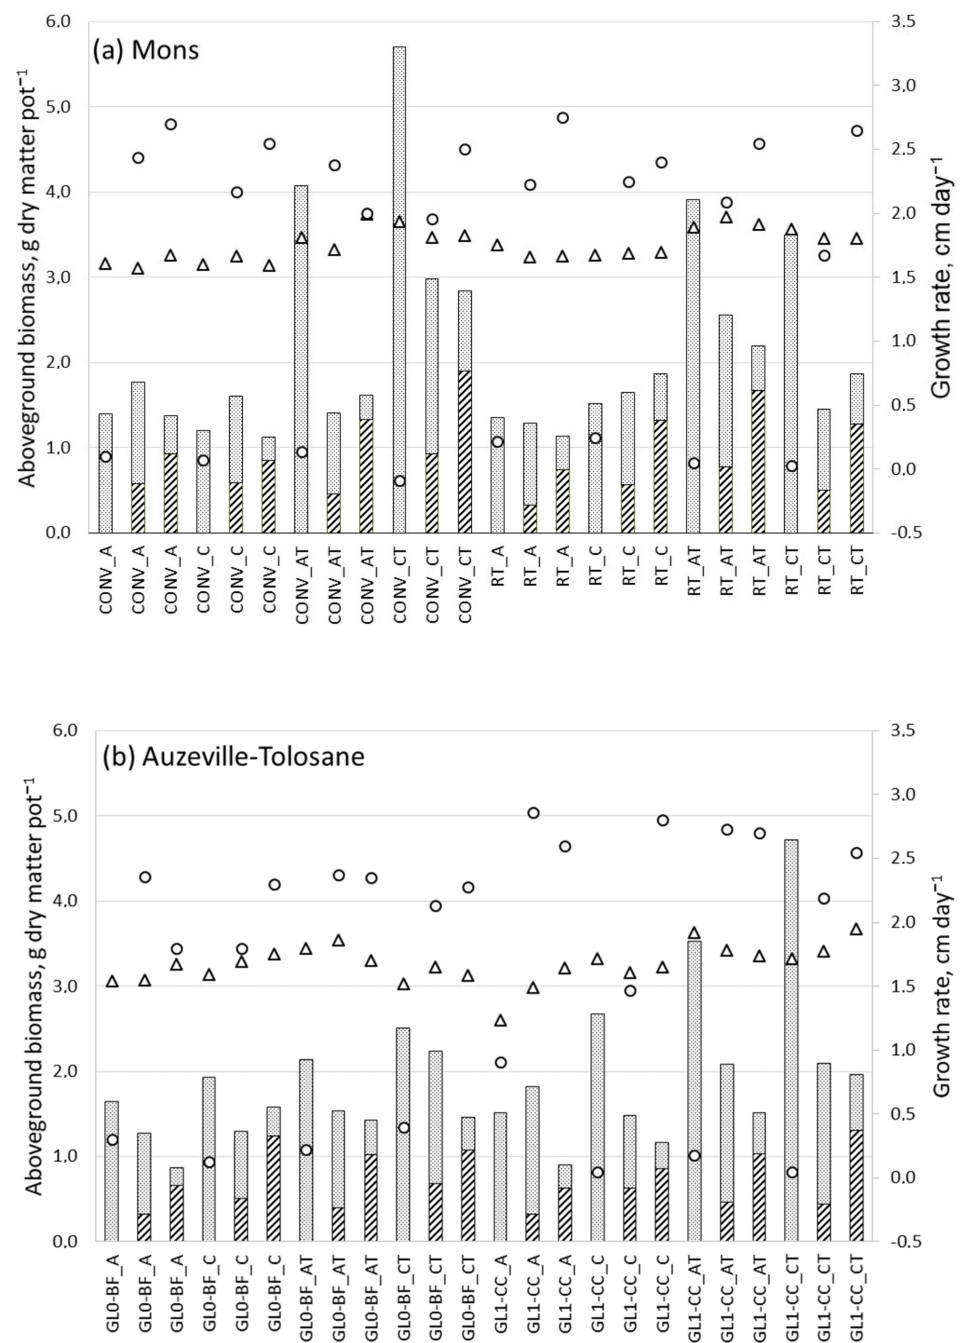 (a) Mons
Aboveground biomass, g dry matter pot⁻¹
6.0
5.0
4.0
3.0
2.0
1.0
0.0
3.5
3.0
2.5
2.0
1.5
1.0
0.5
0.0
-0.5
Growth rate, cm day⁻¹
CONV_A
CONV_A
CONV_A
CONV_C
CONV_C
CONV_C
CONV_AT
CONV_AT
CONV_AT
CONV_CT
CONV_CT
CONV_CT
RT_A
RT_A
RT_A
RT_C
RT_C
RT_C
RT_AT
RT_AT
RT_AT
RT_CT
RT_CT
RT_CT
(b) Auzeville-Tolosane
Aboveground biomass, g dry matter pot⁻¹
6.0
5.0
4.0
3.0
2.0
1.0
0.0
3.5
3.0
2.5
2.0
1.5
1.0
0.5
0.0
-0.5
Growth rate, cm day⁻¹
GL0-BF_A
GL0-BF_A
GL0-BF_A
GL0-BF_C
GL0-BF_C
GL0-BF_C
GL0-BF_AT
GL0-BF_AT
GL0-BF_AT
GL0-BF_CT
GL0-BF_CT
GL0-BF_CT
GL1-CC_A
GL1-CC_A
GL1-CC_A
GL1-CC_C
GL1-CC_C
GL1-CC_C
GL1-CC_AT
GL1-CC_AT
GL1-CC_AT
GL1-CC_CT
GL1-CC_CT
GL1-CC_CT